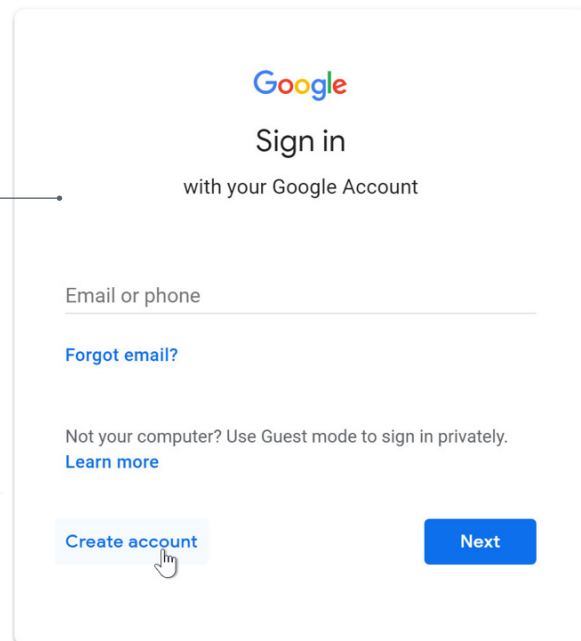 Google
Sign in
with your Google Account
Email or phone
Forgot email?
Not your computer? Use Guest mode to sign in privately.
Learn more
Create account
Next